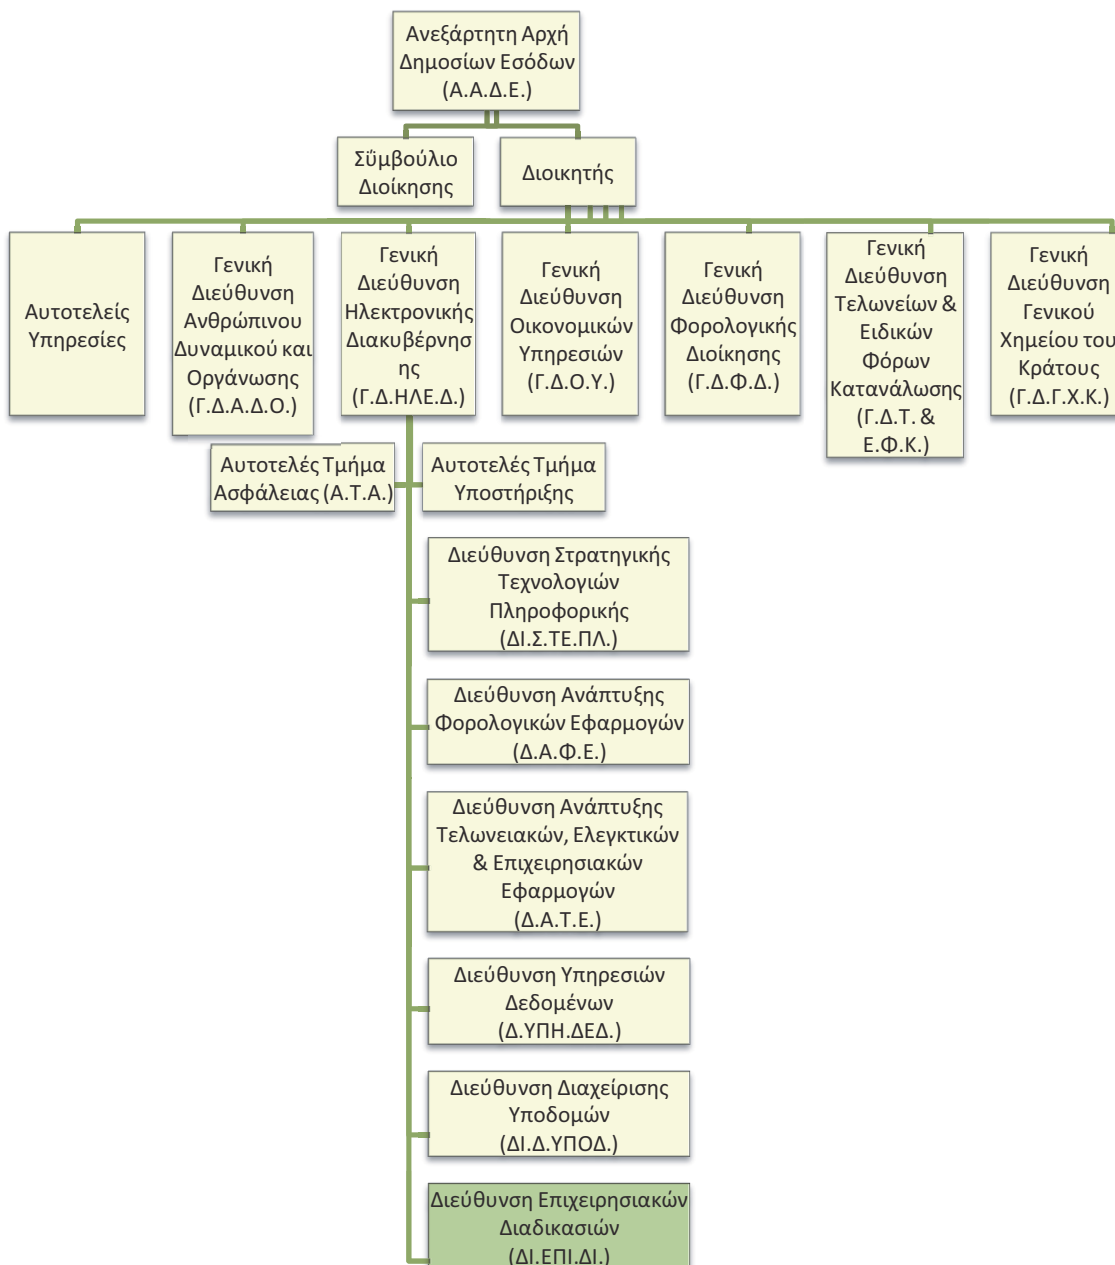 Ανεξάρτητη Αρχή
Δημοσίων Εσόδων
(Α.Α.Δ.Ε.)
Σϋμβούλιο
Διοίκησης
Διοικητής
Αυτοτελείς
Υπηρεσίες
Γενική
Διεύθυνση
Ανθρώπινου
Δυναμικού και
Οργάνωσης
(Γ.Δ.Α.Δ.Ο.)
Γενική
Διεύθυνση
Ηλεκτρονικής
Διακυβέρνησ
ης
(Γ.Δ.ΗΛΕ.Δ.)
Γενική
Διεύθυνση
Οικονομικών
Υπηρεσιών
(Γ.Δ.Ο.Υ.)
Γενική
Διεύθυνση
Φορολογικής
Διοίκησης
(Γ.Δ.Φ.Δ.)
Γενική
Διεύθυνση
Τελωνείων &
Ειδικών
Φόρων
Κατανάλωσης
(Γ.Δ.Τ. &
Ε.Φ.Κ.)
Γενική
Διεύθυνση
Γενικού
Χημείου του
Κράτους
(Γ.Δ.Γ.Χ.Κ.)
Αυτοτελές Τμήμα
Ασφάλειας (Α.Τ.Α.)
Αυτοτελές Τμήμα
Υποστήριξης
Διεύθυνση Στρατηγικής
Τεχνολογιών
Πληροφορικής
(ΔΙ.Σ.ΤΕ.ΠΛ.)
Διεύθυνση Ανάπτυξης
Φορολογικών Εφαρμογών
(Δ.Α.Φ.Ε.)
Διεύθυνση Ανάπτυξης
Τελωνειακών, Ελεγκτικών
& Επιχειρησιακών
Εφαρμογών
(Δ.Α.Τ.Ε.)
Διεύθυνση Υπηρεσιών
Δεδομένων
(Δ.ΥΠΗ.ΔΕΔ.)
Διεύθυνση Διαχείρισης
Υποδομών
(ΔΙ.Δ.ΥΠΟΔ.)
Διεύθυνση Επιχειρησιακών
Διαδικασιών
(ΔΙ.ΕΠΙ.ΔΙ.)